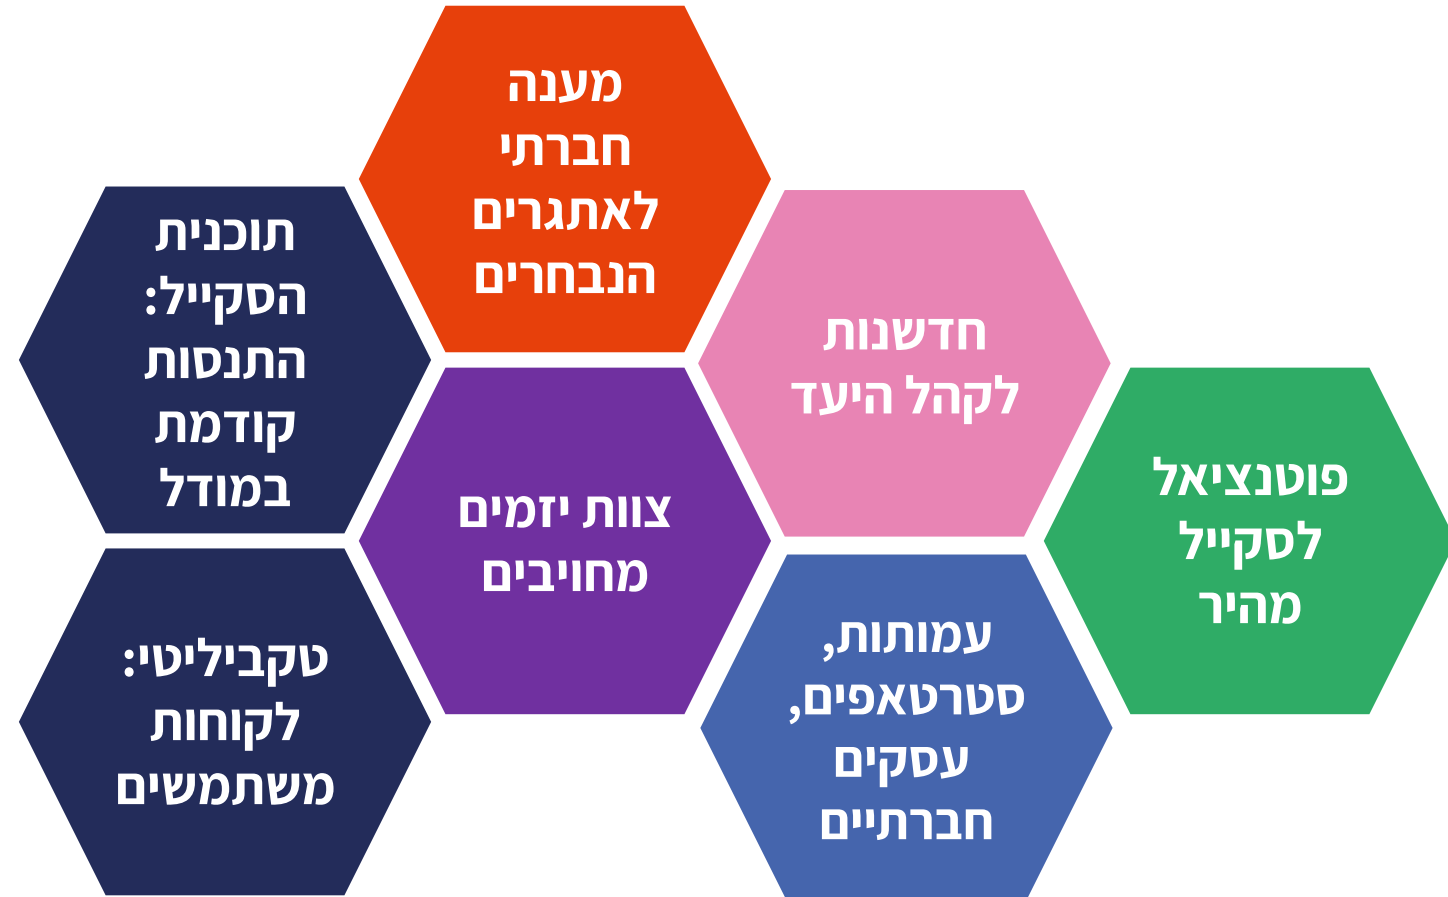 מענה
חברתי
לאתגרים
הנבחרים
חדשנות
לקהל היעד
פוטנציאל
לסקייל
מהיר
תוכנית
הסקייל:
התנסות
קודמת
במודל
צוות יזמים
מחויבים
עמותות,
סטרטאפים,
עסקים
חברתיים
טקביליטי:
לקוחות
משתמשים